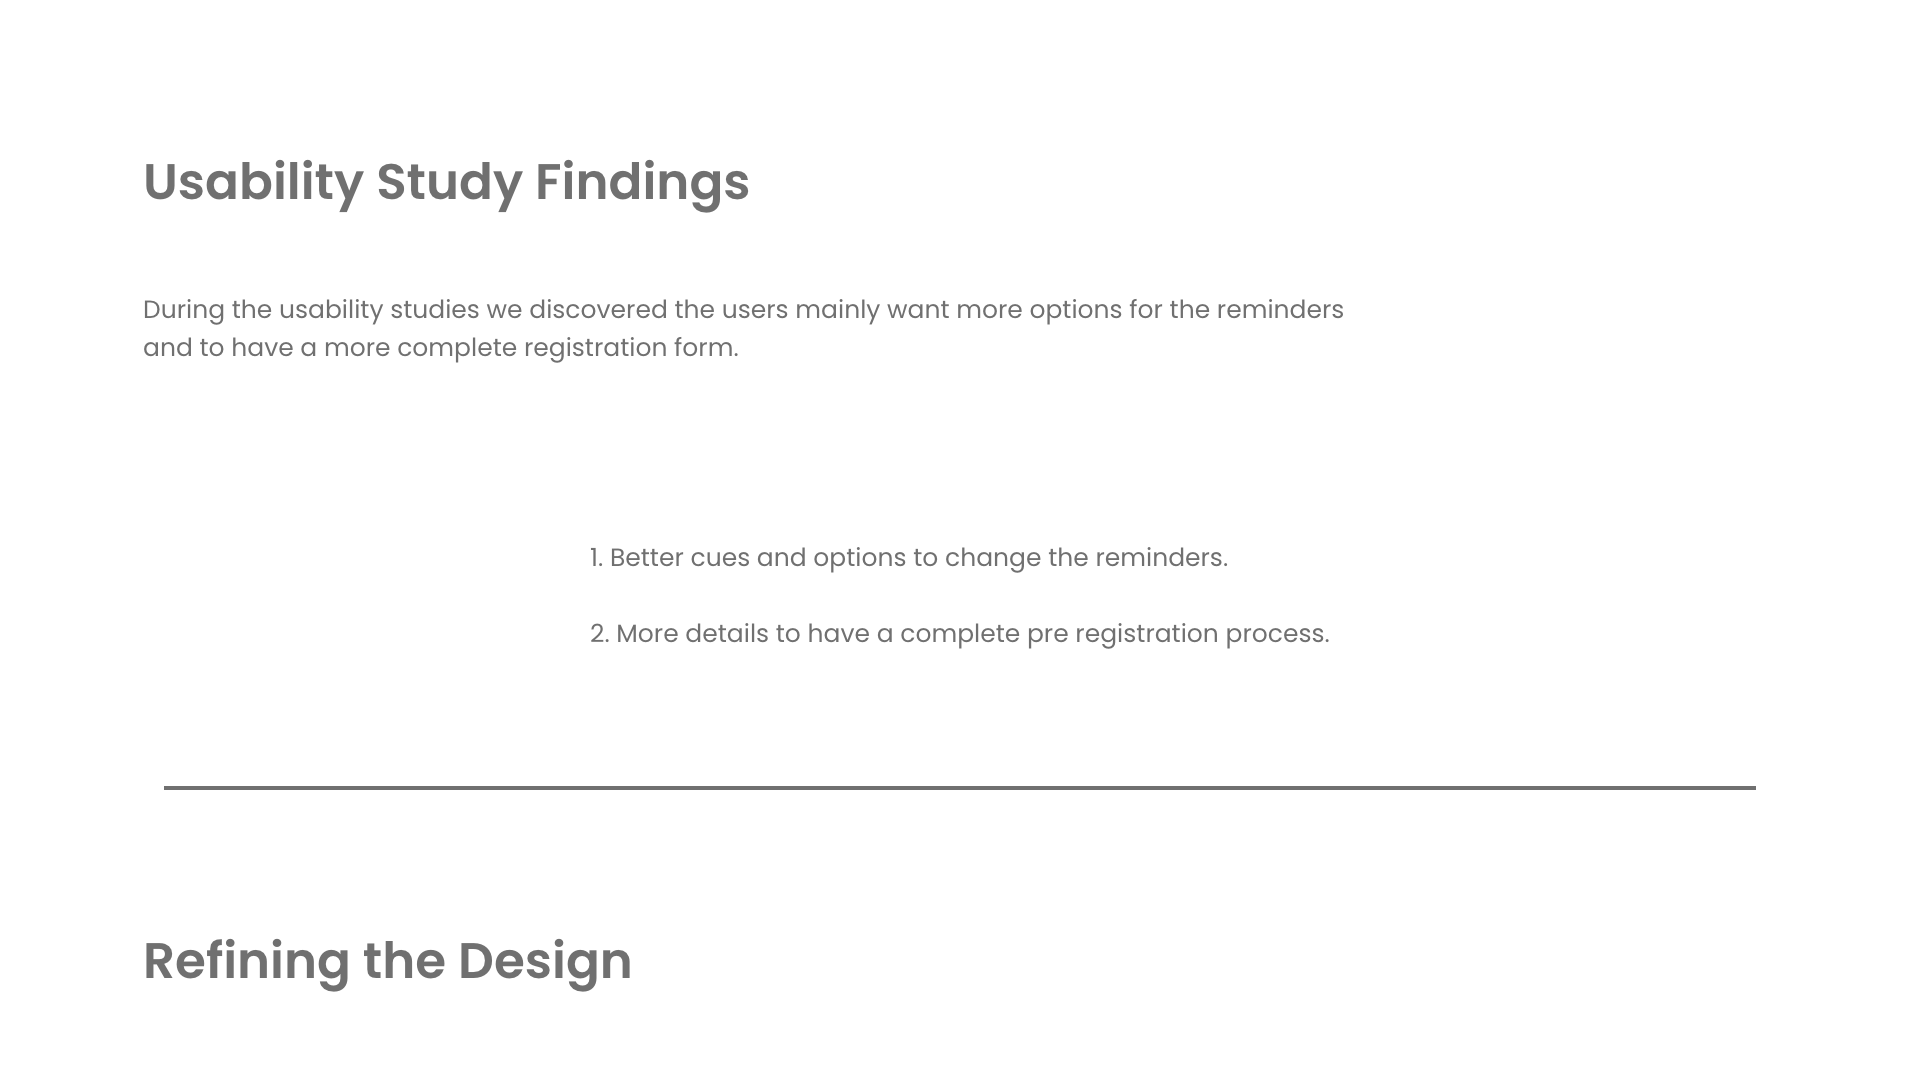 Usability Study Findings
During the usability studies we discovered the users mainly want more options for the reminders
and to have a more complete registration form.
1. Better cues and options to change the reminders.
2. More details to have a complete pre registration process.
Refining the Design